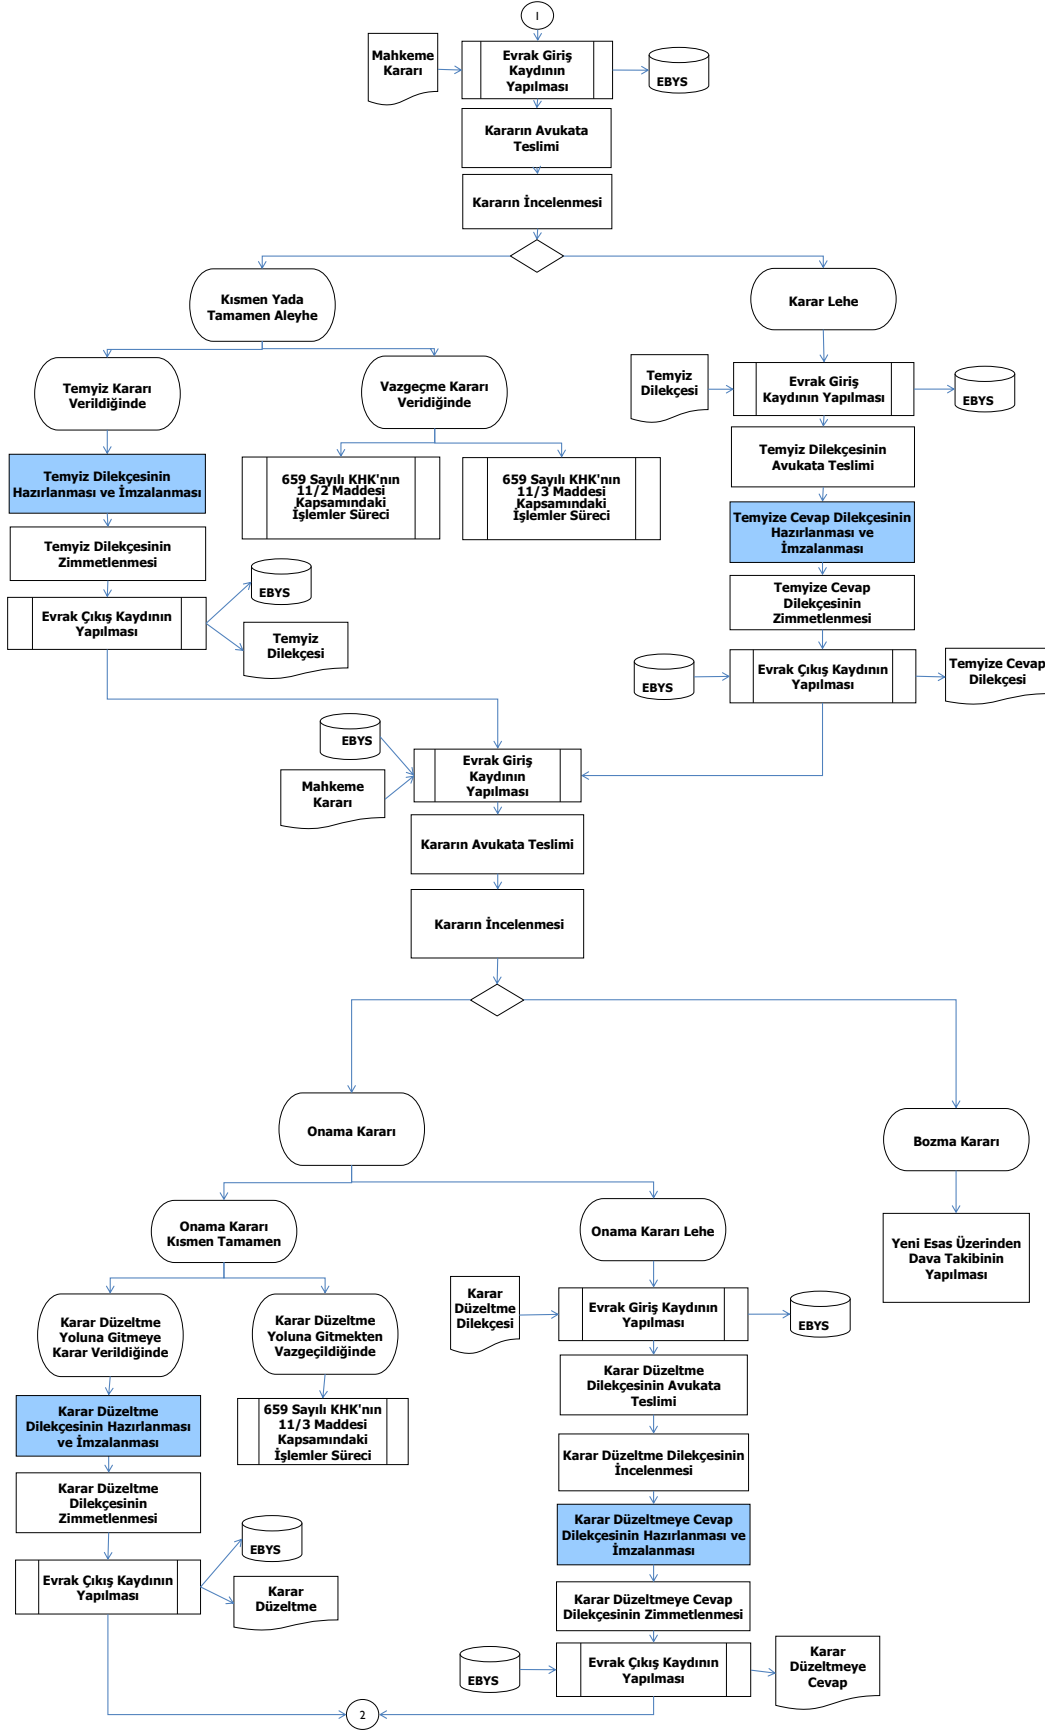 1
Mahkeme
Kararı
Evrak Giriş
Kaydının
Yapılması
EBYS
Kararın Avukata
Teslimi
Kararın İncelenmesi
Kısmen Yada
Tamamen Aleyhe
Karar Lehe
Temyiz Kararı
Verildiğinde
Vazgeçme Kararı
Veridiğinde
Temyiz
Dilekçesi
Evrak Giriş
Kaydının Yapılması
EBYS
Temyiz Dilekçesinin
Hazırlanması ve İmzalanması
659 Sayılı KHK'nın
11/2 Maddesi
Kapsamındaki
İşlemler Süreci
659 Sayılı KHK'nın
11/3 Maddesi
Kapsamındaki
İşlemler Süreci
Temyiz Dilekçesinin
Avukata Teslimi
Temyize Cevap Dilekçesinin
Hazırlanması ve
İmzalanması
Temyiz Dilekçesinin
Zimmetlenmesi
Temyize Cevap
Dilekçesinin
Zimmetlenmesi
Evrak Çıkış Kaydının
Yapılması
EBYS
Temyiz
Dilekçesi
EBYS
Evrak Çıkış Kaydının
Yapılması
Temyize Cevap
Dilekçesi
EBYS
Mahkeme
Kararı
Evrak Giriş
Kaydının
Yapılması
Kararın Avukata Teslimi
Kararın İncelenmesi
Onama Kararı
Bozma Kararı
Onama Kararı
Kısmen Tamamen
Onama Kararı Lehe
Yeni Esas Üzerinden
Dava Takibinin
Yapılması
Karar Düzeltme
Yoluna Gitmeye
Karar Verildiğinde
Karar Düzeltme
Yoluna Gitmekten
Vazgeçildiğinde
Karar
Düzeltme
Dilekçesi
Evrak Giriş Kaydının
Yapılması
EBYS
Karar Düzeltme
Dilekçesinin Hazırlanması
ve İmzalanması
659 Sayılı KHK'nın
11/3 Maddesi
Kapsamındaki
İşlemler Süreci
Karar Düzeltme
Dilekçesinin Avukata
Teslimi
Karar Düzeltme Dilekçesinin
İncelenmesi
Karar Düzeltme
Dilekçesinin
Zimmetlenmesi
Karar Düzeltmeye Cevap
Dilekçesinin Hazırlanması ve
İmzalanması
Evrak Çıkış Kaydının
Yapılması
EBYS
Karar
Düzeltme
Karar Düzeltmeye Cevap
Dilekçesinin Zimmetlenmesi
EBYS
Evrak Çıkış Kaydının
Yapılması
Karar
Düzeltmeye
Cevap
2